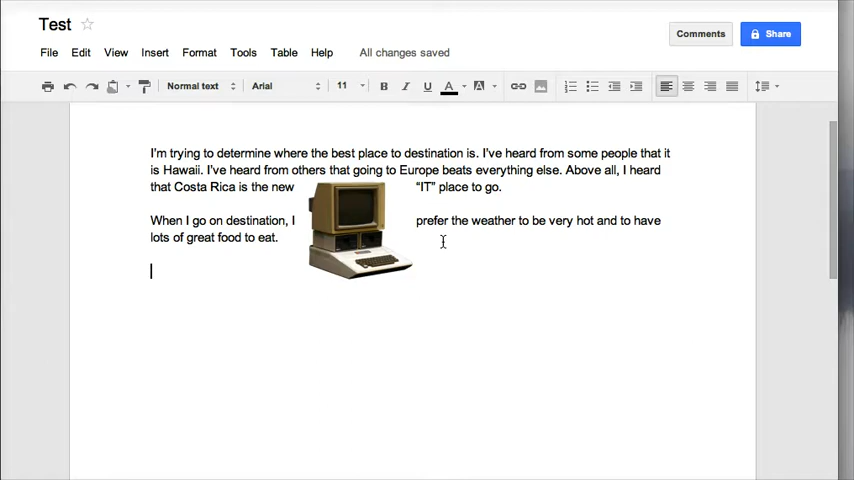 Test
Comments
Share
File Edit View Insert Format Tools Table Help All changes saved
Normal text Arial 11 B I U A A
I'm trying to determine where the best place to destination is. I've heard from some people that it
is Hawaii. I've heard from others that going to Europe beats everything else. Above all, I heard
that Costa Rica is the new “IT” place to go.
When I go on destination, I prefer the weather to be very hot and to have
lots of great food to eat.